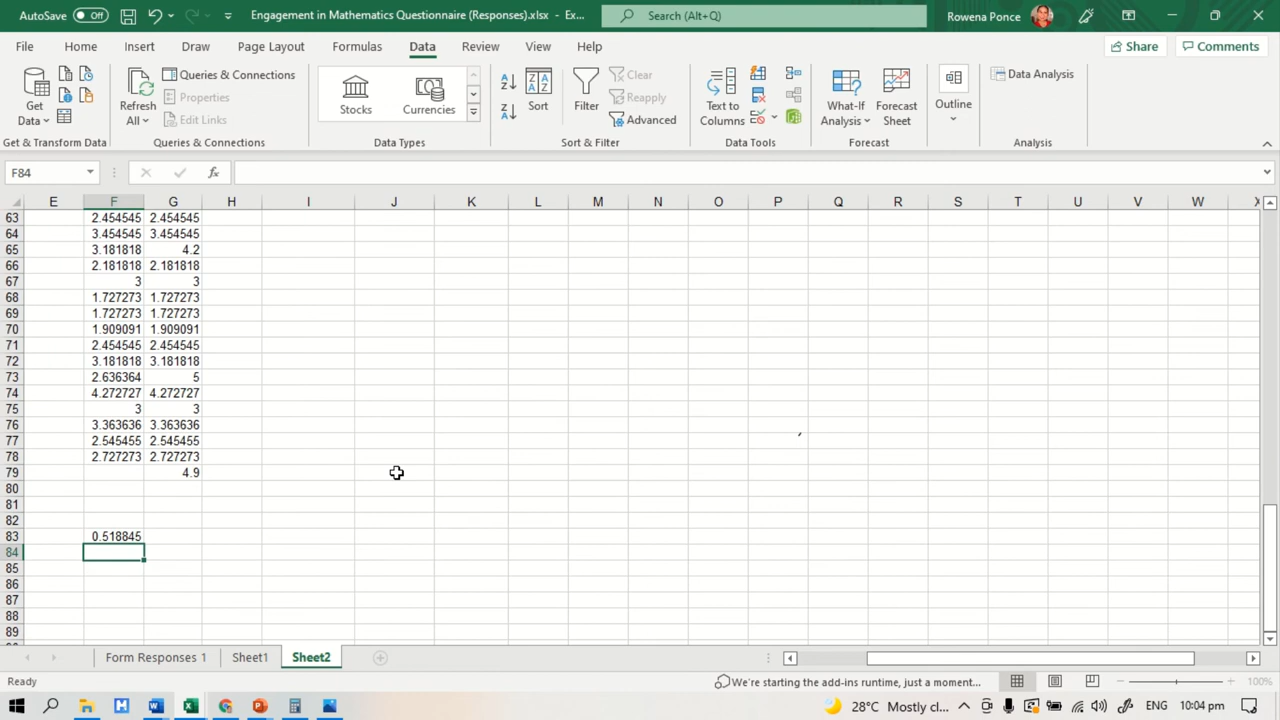 AutoSave Off Engagement in Mathematics Questionnaire (Responses).xlsx - Ex... Search (Alt+Q) Rowena Ponce
File Home Insert Draw Page Layout Formulas Data Review View Help Share Comments
Get Data Refresh All Queries & Connections Properties Edit Links Stocks Currencies Sort Filter Clear Reapply Advanced Text to Columns What-If Analysis Forecast Sheet Outline Data Analysis
Get & Transform Data Queries & Connections Data Types Sort & Filter Data Tools Forecast Analysis
F84 fx
E F G H I J K L M N O P Q R S T U V W X
63 2.454545 2.454545
64 3.454545 3.454545
65 3.181818 4.2
66 2.181818 2.181818
67 3 3
68 1.727273 1.727273
69 1.727273 1.727273
70 1.909091 1.909091
71 2.454545 2.454545
72 3.181818 3.181818
73 2.636364 5
74 4.272727 4.272727
75 3 3
76 3.363636 3.363636
77 2.545455 2.545455
78 2.727273 2.727273
79 4.9
80
81
82
83 0.518845
84
85
86
87
88
89
Form Responses 1 Sheet1 Sheet2
Ready We're starting the add-ins runtime, just a moment... 100%
28°C Mostly cl... ENG 10:04 pm